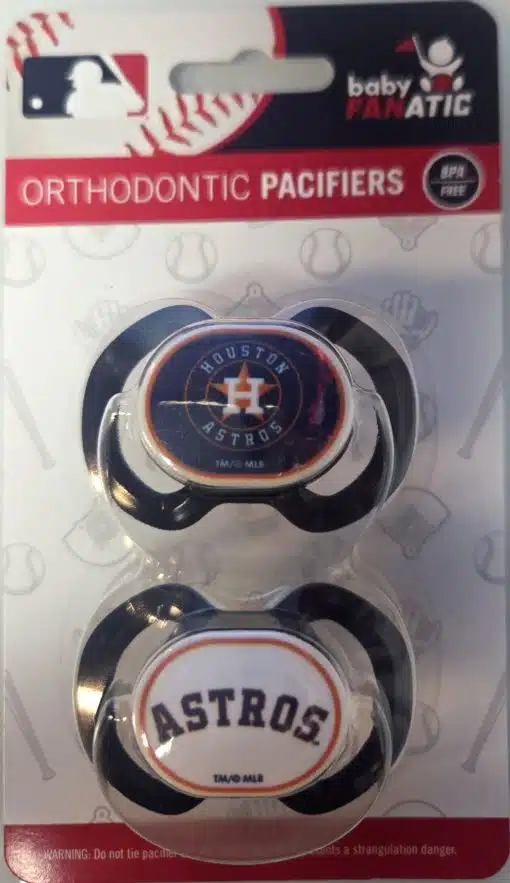 baby
FANATIC
ORTHODONTIC PACIFIERS
BPA
FREE
HOUSTON
H
ASTROS
TM/© MLB
ASTROS
TM/© MLB
WARNING: Do not tie pacifier a strangulation danger.